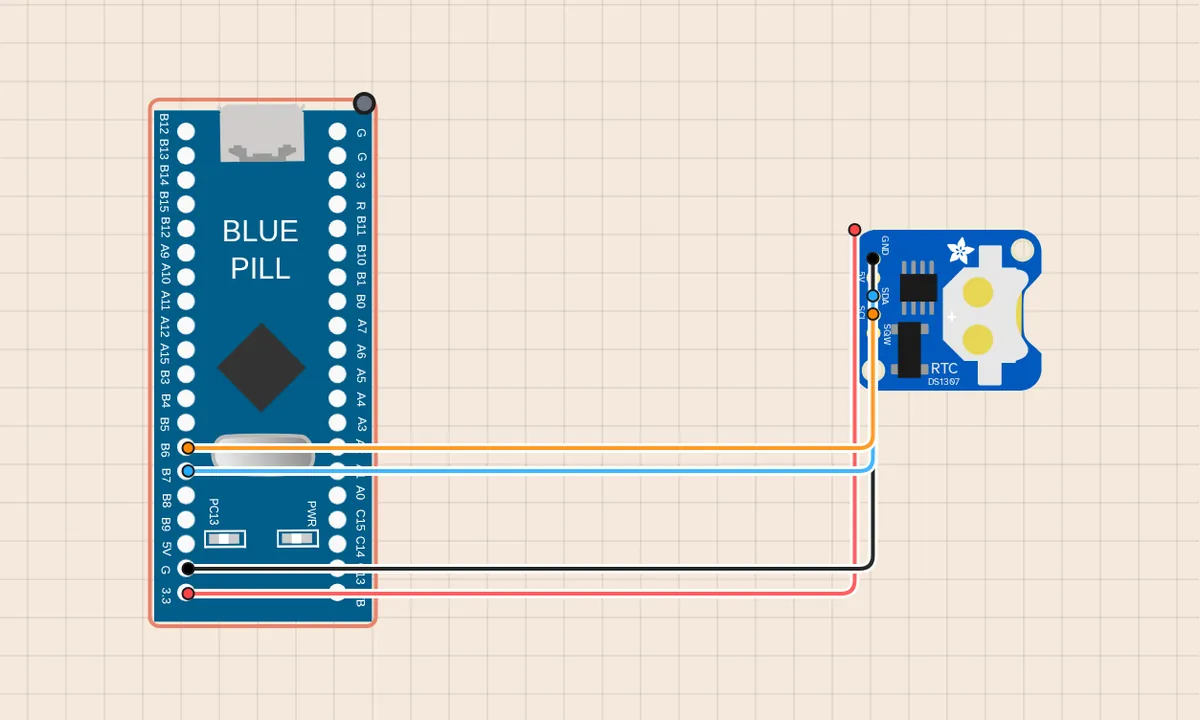 B12
B13
B14
B15
B12
A9
A10
A11
A12
A15
B3
B4
B5
B6
B7
B8
B9
5V
G
3.3
BLUE
PILL
PC13
PWR
G
G
3.3
R
B11
B10
B1
B0
A7
A6
A5
A4
A3
A0
C15
C14
13
B
GND
5V
SDA
SCL
SQW
RTC
DS1307